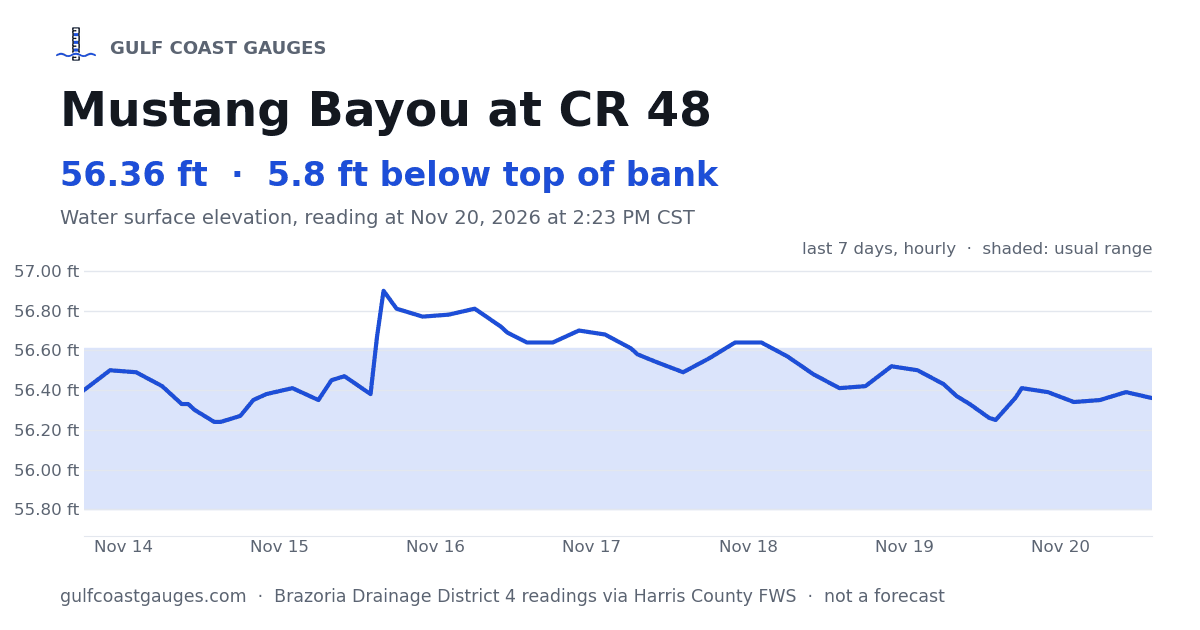 GULF COAST GAUGES
Mustang Bayou at CR 48
56.36 ft · 5.8 ft below top of bank
Water surface elevation, reading at Nov 20, 2026 at 2:23 PM CST
last 7 days, hourly · shaded: usual range
57.00 ft
56.80 ft
56.60 ft
56.40 ft
56.20 ft
56.00 ft
55.80 ft
Nov 14 Nov 15 Nov 16 Nov 17 Nov 18 Nov 19 Nov 20
gulfcoastgauges.com · Brazoria Drainage District 4 readings via Harris County FWS · not a forecast